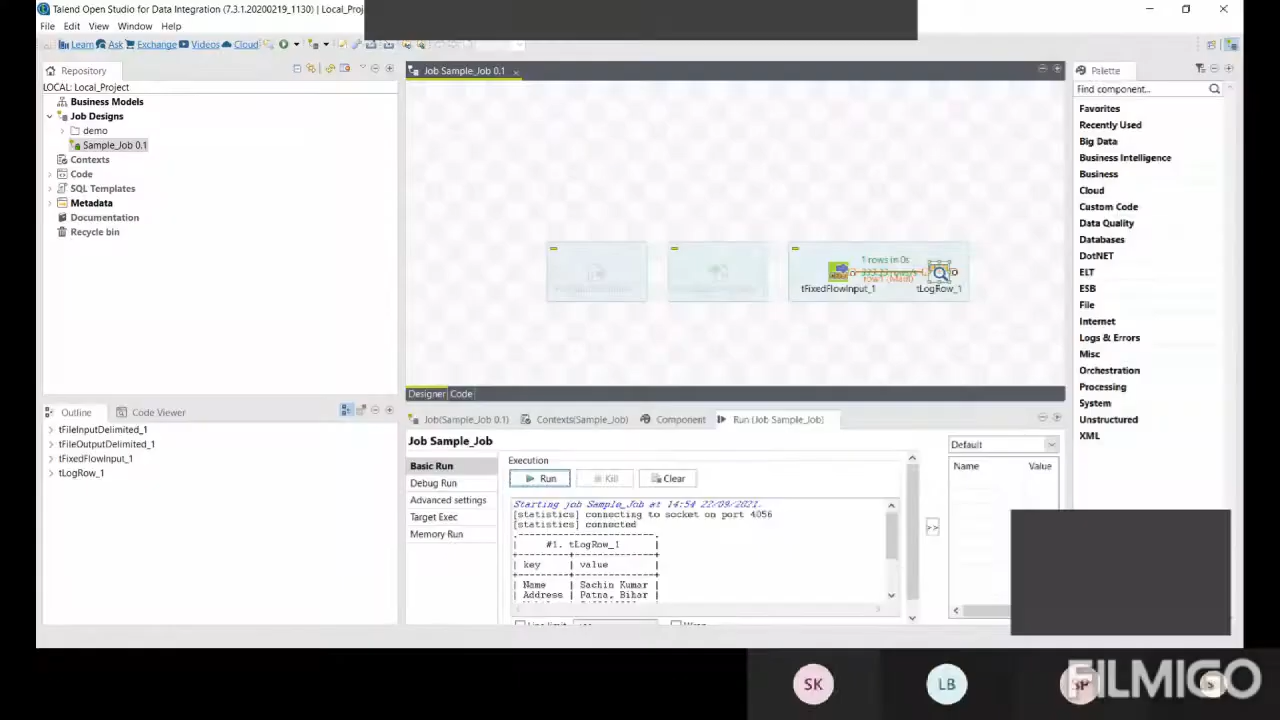 Talend Open Studio for Data Integration (7.3.1.20200219_1130) | Local_Proj
File Edit View Window Help
Learn Ask Exchange Videos Cloud
Repository
LOCAL: Local_Project
Business Models
Job Designs
demo
Sample_Job 0.1
Contexts
Code
SQL Templates
Metadata
Documentation
Recycle bin
Outline Code Viewer
tFileInputDelimited_1
tFileOutputDelimited_1
tFixedFlowInput_1
tLogRow_1
Job Sample_Job 0.1
1 rows in 0s
tFixedFlowInput_1 tLogRow_1
Designer Code
Job(Sample_Job 0.1) Contexts(Sample_Job) Component Run (Job Sample_Job)
Job Sample_Job
Basic Run
Debug Run
Advanced settings
Target Exec
Memory Run
Execution
Run Kill Clear
Starting job Sample_Job at 14:54 22/09/2021.
[statistics] connecting to socket on port 4056
[statistics] connected
#1. tLogRow_1
key | value
Name | Sachin Kumar
Address | Patna, Bihar
>>
Default
Name Value
Palette
Find component...
Favorites
Recently Used
Big Data
Business Intelligence
Business
Cloud
Custom Code
Data Quality
Databases
DotNET
ELT
ESB
File
Internet
Logs & Errors
Misc
Orchestration
Processing
System
Unstructured
XML
SK LB SP S
FILMIGO